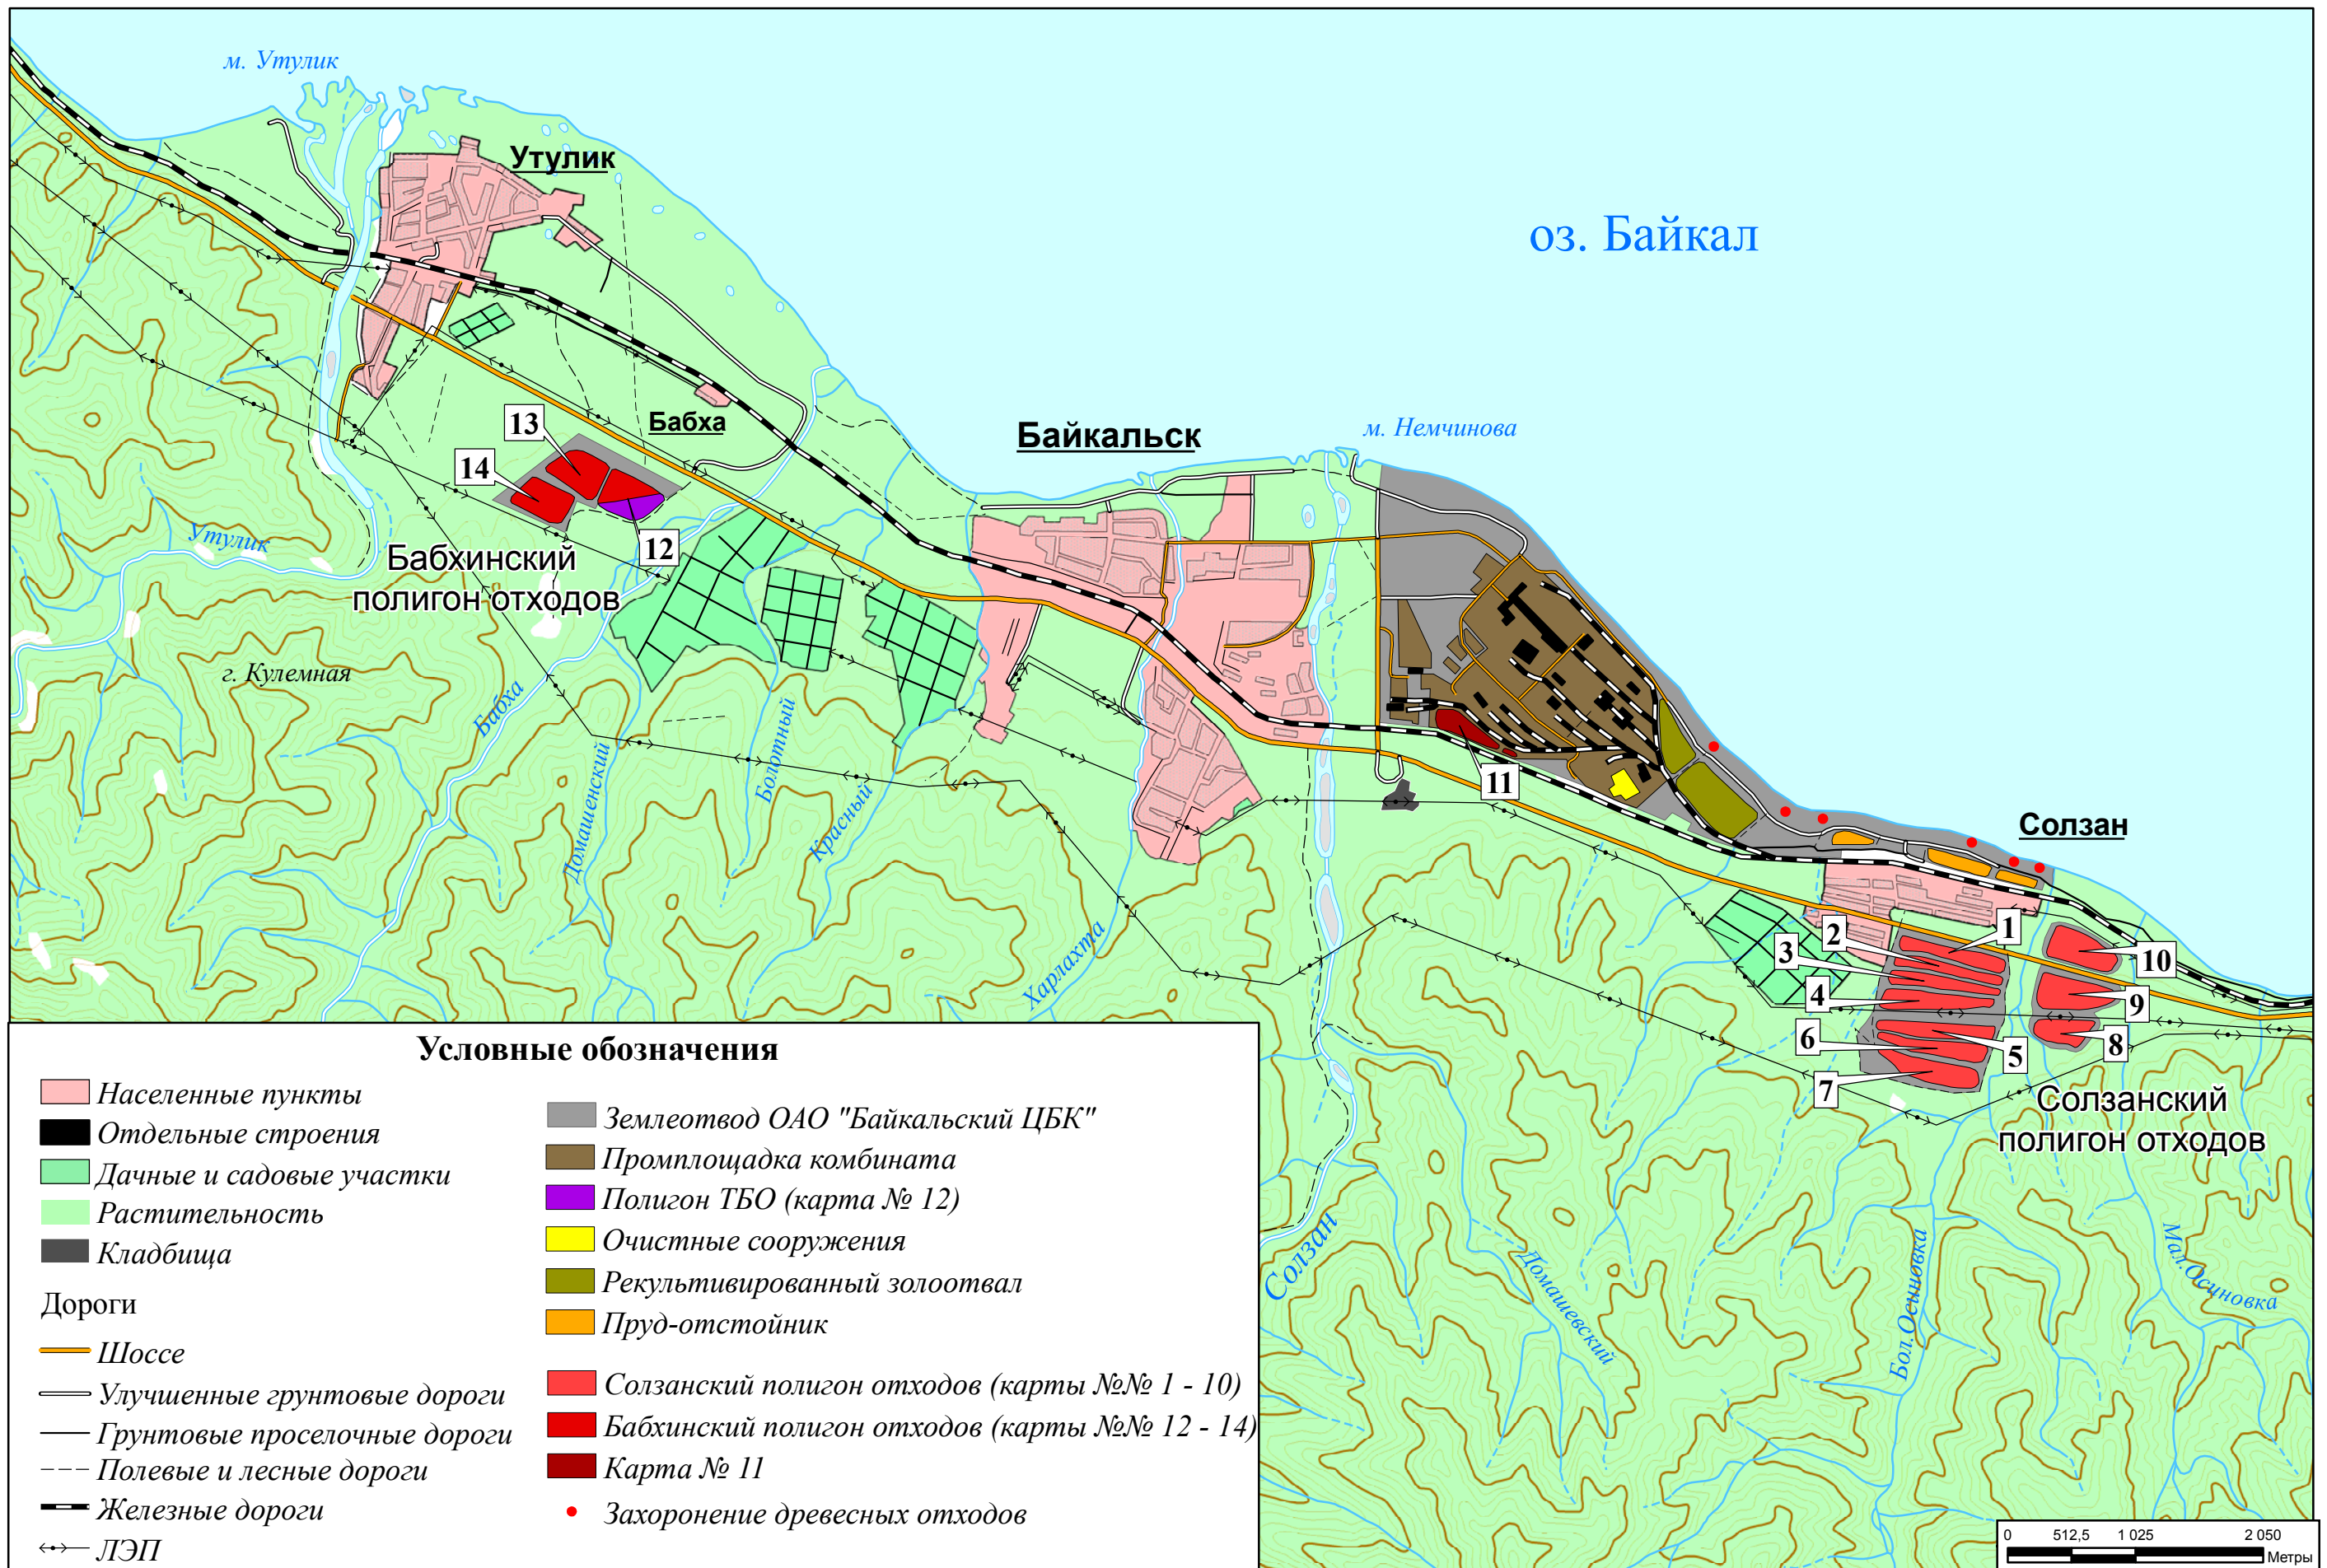 м. Утулик
Утулик
оз. Байкал
Бабха
13
14
12
Байкальск
м. Немчинова
Утулик
Бабхинский
полигон отходов
г. Кулемная
Бабха
Домашенский
Болотный
Красный
Харлахта
11
Солзан
1
2
3
4
5
6
7
8
9
10
Солзанский
полигон отходов
Солзан
Домашевский
Бол. Осиновка
Мал.Осиновка
Условные обозначения
Населенные пункты
Отдельные строения
Дачные и садовые участки
Растительность
Кладбища
Дороги
Шоссе
Улучшенные грунтовые дороги
Грунтовые проселочные дороги
Полевые и лесные дороги
Железные дороги
ЛЭП
Землеотвод ОАО "Байкальский ЦБК"
Промплощадка комбината
Полигон ТБО (карта № 12)
Очистные сооружения
Рекультивированный золоотвал
Пруд-отстойник
Солзанский полигон отходов (карты №№ 1 - 10)
Бабхинский полигон отходов (карты №№ 12 - 14)
Карта № 11
Захоронение древесных отходов
0 512,5 1 025 2 050
Метры